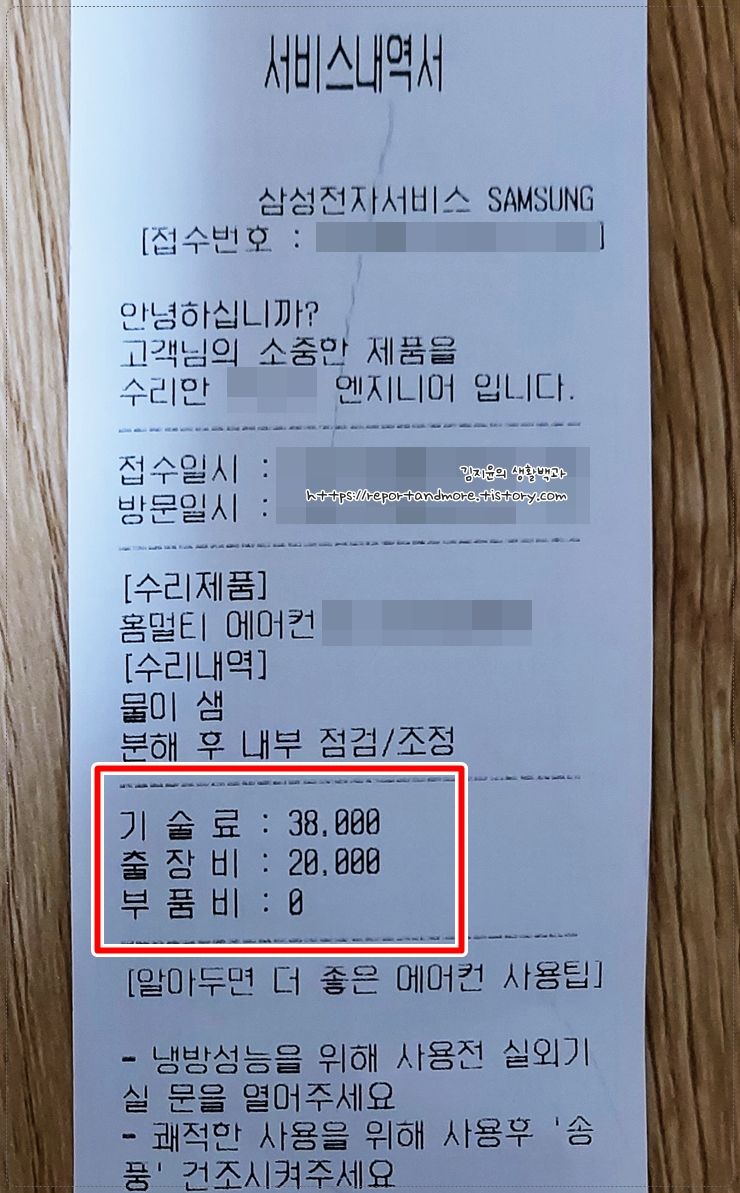 서비스내역서
삼성전자서비스 SAMSUNG
[접수번호 : ]
안녕하십니까?
고객님의 소중한 제품을
수리한 엔지니어 입니다.
접수일시 :
김지윤의 생활백과
https://reportandmore.tistory.com
방문일시 :
[수리제품]
홈멀티 에어컨
[수리내역]
물이 샘
분해 후 내부 점검/조정
기 술 료 : 38,000
출 장 비 : 20,000
부 품 비 : 0
[알아두면 더 좋은 에어컨 사용팁]
- 냉방성능을 위해 사용전 실외기
실 문을 열어주세요
- 쾌적한 사용을 위해 사용후 '송
풍' 건조시켜주세요